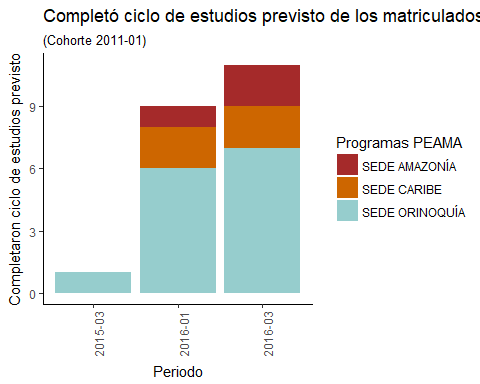 Completó ciclo de estudios previsto de los matriculados
(Cohorte 2011-01)
Completaron ciclo de estudios previsto
9
6
3
0
2015-03
2016-01
2016-03
Periodo
Programas PEAMA
SEDE AMAZONÍA
SEDE CARIBE
SEDE ORINOQUÍA